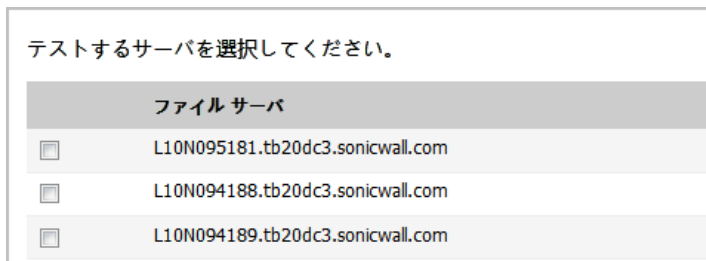 テストするサーバを選択してください。
ファイル サーバ
L10N095181.tb20dc3.sonicwall.com
L10N094188.tb20dc3.sonicwall.com
L10N094189.tb20dc3.sonicwall.com